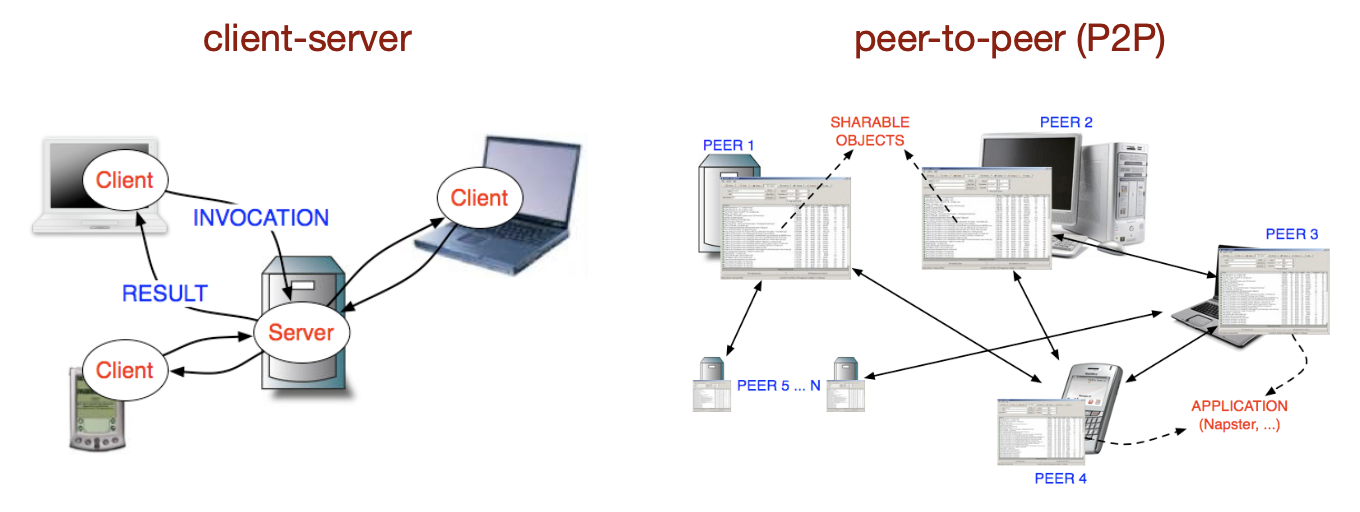 client-server
Client
Client
INVOCATION
RESULT
Server
Client
peer-to-peer (P2P)
SHARABLE
OBJECTS
PEER 1
PEER 2
PEER 3
PEER 5 ... N
APPLICATION
(Napster, ...)
PEER 4